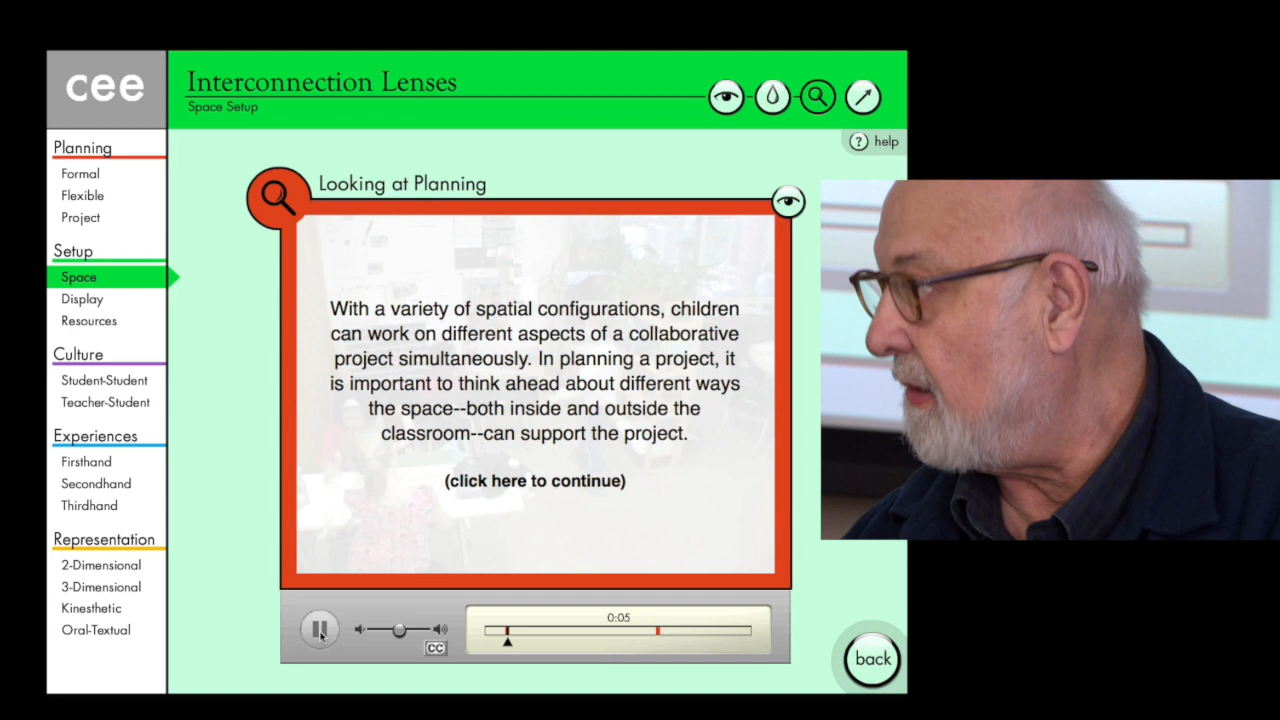 cee
Interconnection Lenses
Space Setup
? help
Planning
Formal
Flexible
Project
Setup
Space
Display
Resources
Culture
Student-Student
Teacher-Student
Experiences
Firsthand
Secondhand
Thirdhand
Representation
2-Dimensional
3-Dimensional
Kinesthetic
Oral-Textual
Looking at Planning
With a variety of spatial configurations, children
can work on different aspects of a collaborative
project simultaneously. In planning a project, it
is important to think ahead about different ways
the space--both inside and outside the
classroom--can support the project.
(click here to continue)
0:05
CC
back